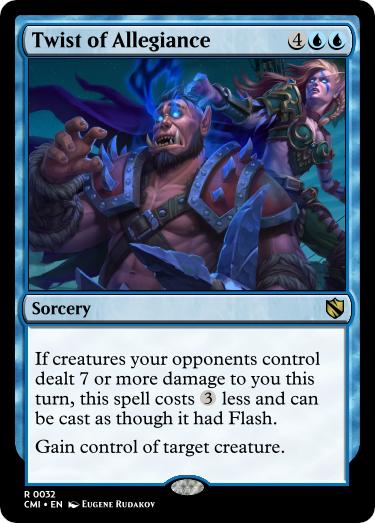 Twist of Allegiance 4
Sorcery
If creatures your opponents control
dealt 7 or more damage to you this
turn, this spell costs 3 less and can
be cast as though it had Flash.
Gain control of target creature.
R 0032
CMI • EN Eugene Rudakov